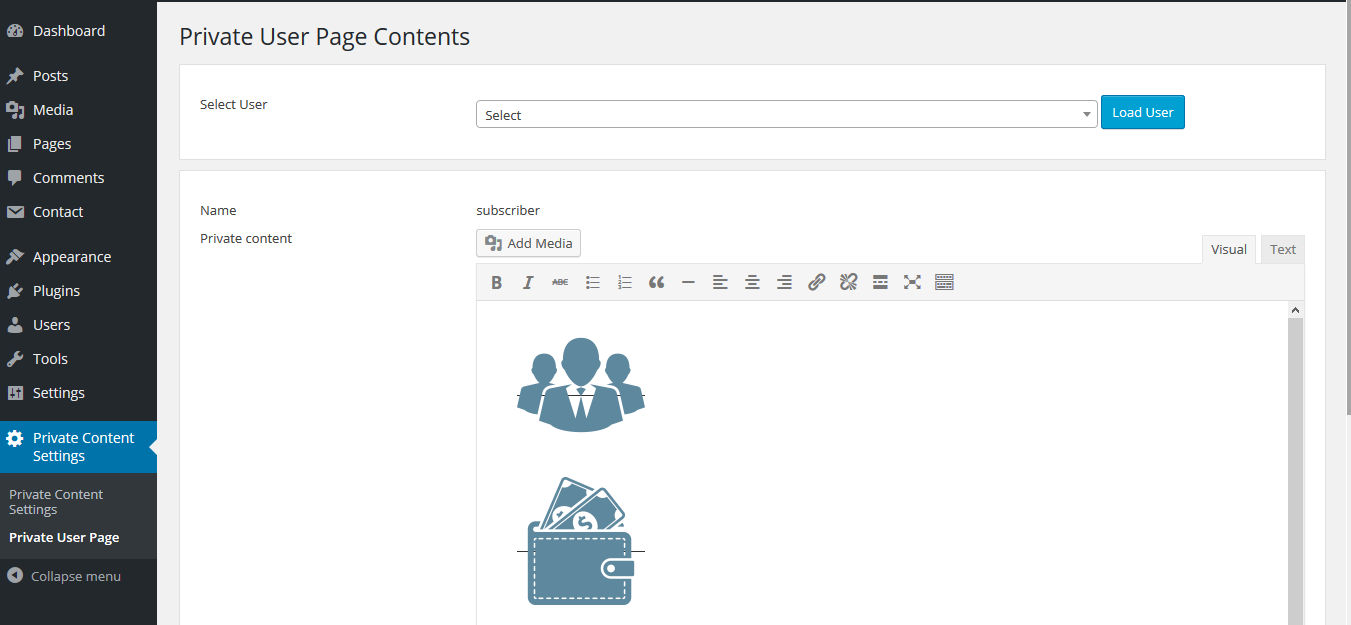 Dashboard
Posts
Media
Pages
Comments
Contact
Appearance
Plugins
Users
Tools
Settings
Private Content
Settings
Private Content
Settings
Private User Page
Collapse menu
Private User Page Contents
Select User
Select
Load User
Name
subscriber
Private content
Add Media
Visual
Text
B I ABC
$